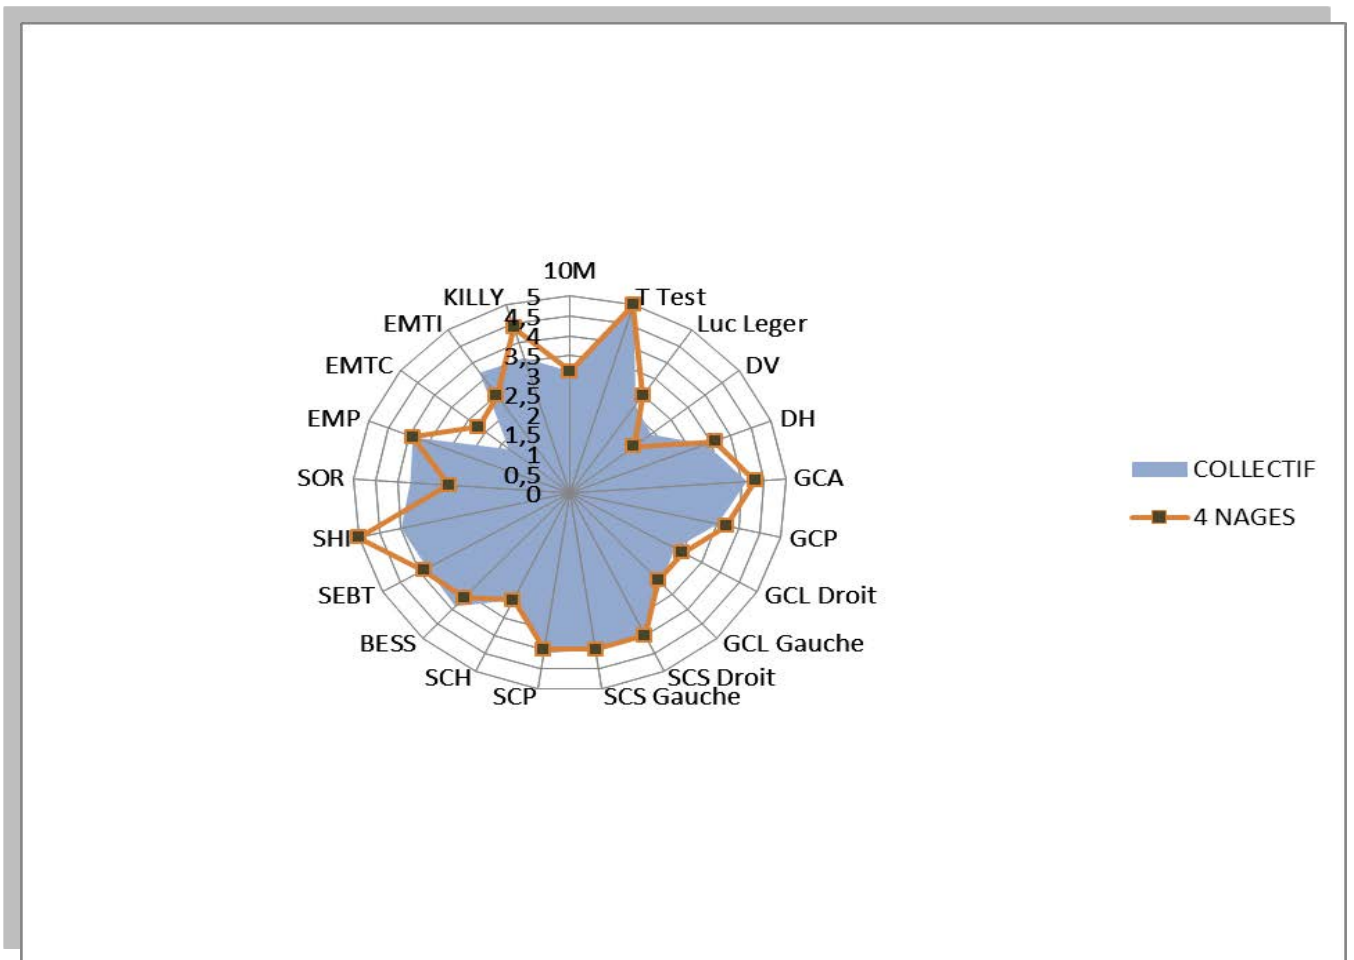 10M
KILLY
5
T Test
EMTI
4,5
Luc Leger
4
EMTC
3,5
DV
3
EMP
2,5
DH
2
1,5
SOR
1
GCA
0,5
0
COLLECTIF
4 NAGES
SHI
GCP
SEBT
GCL Droit
BESS
GCL Gauche
SCH
SCS Droit
SCP
SCS Gauche